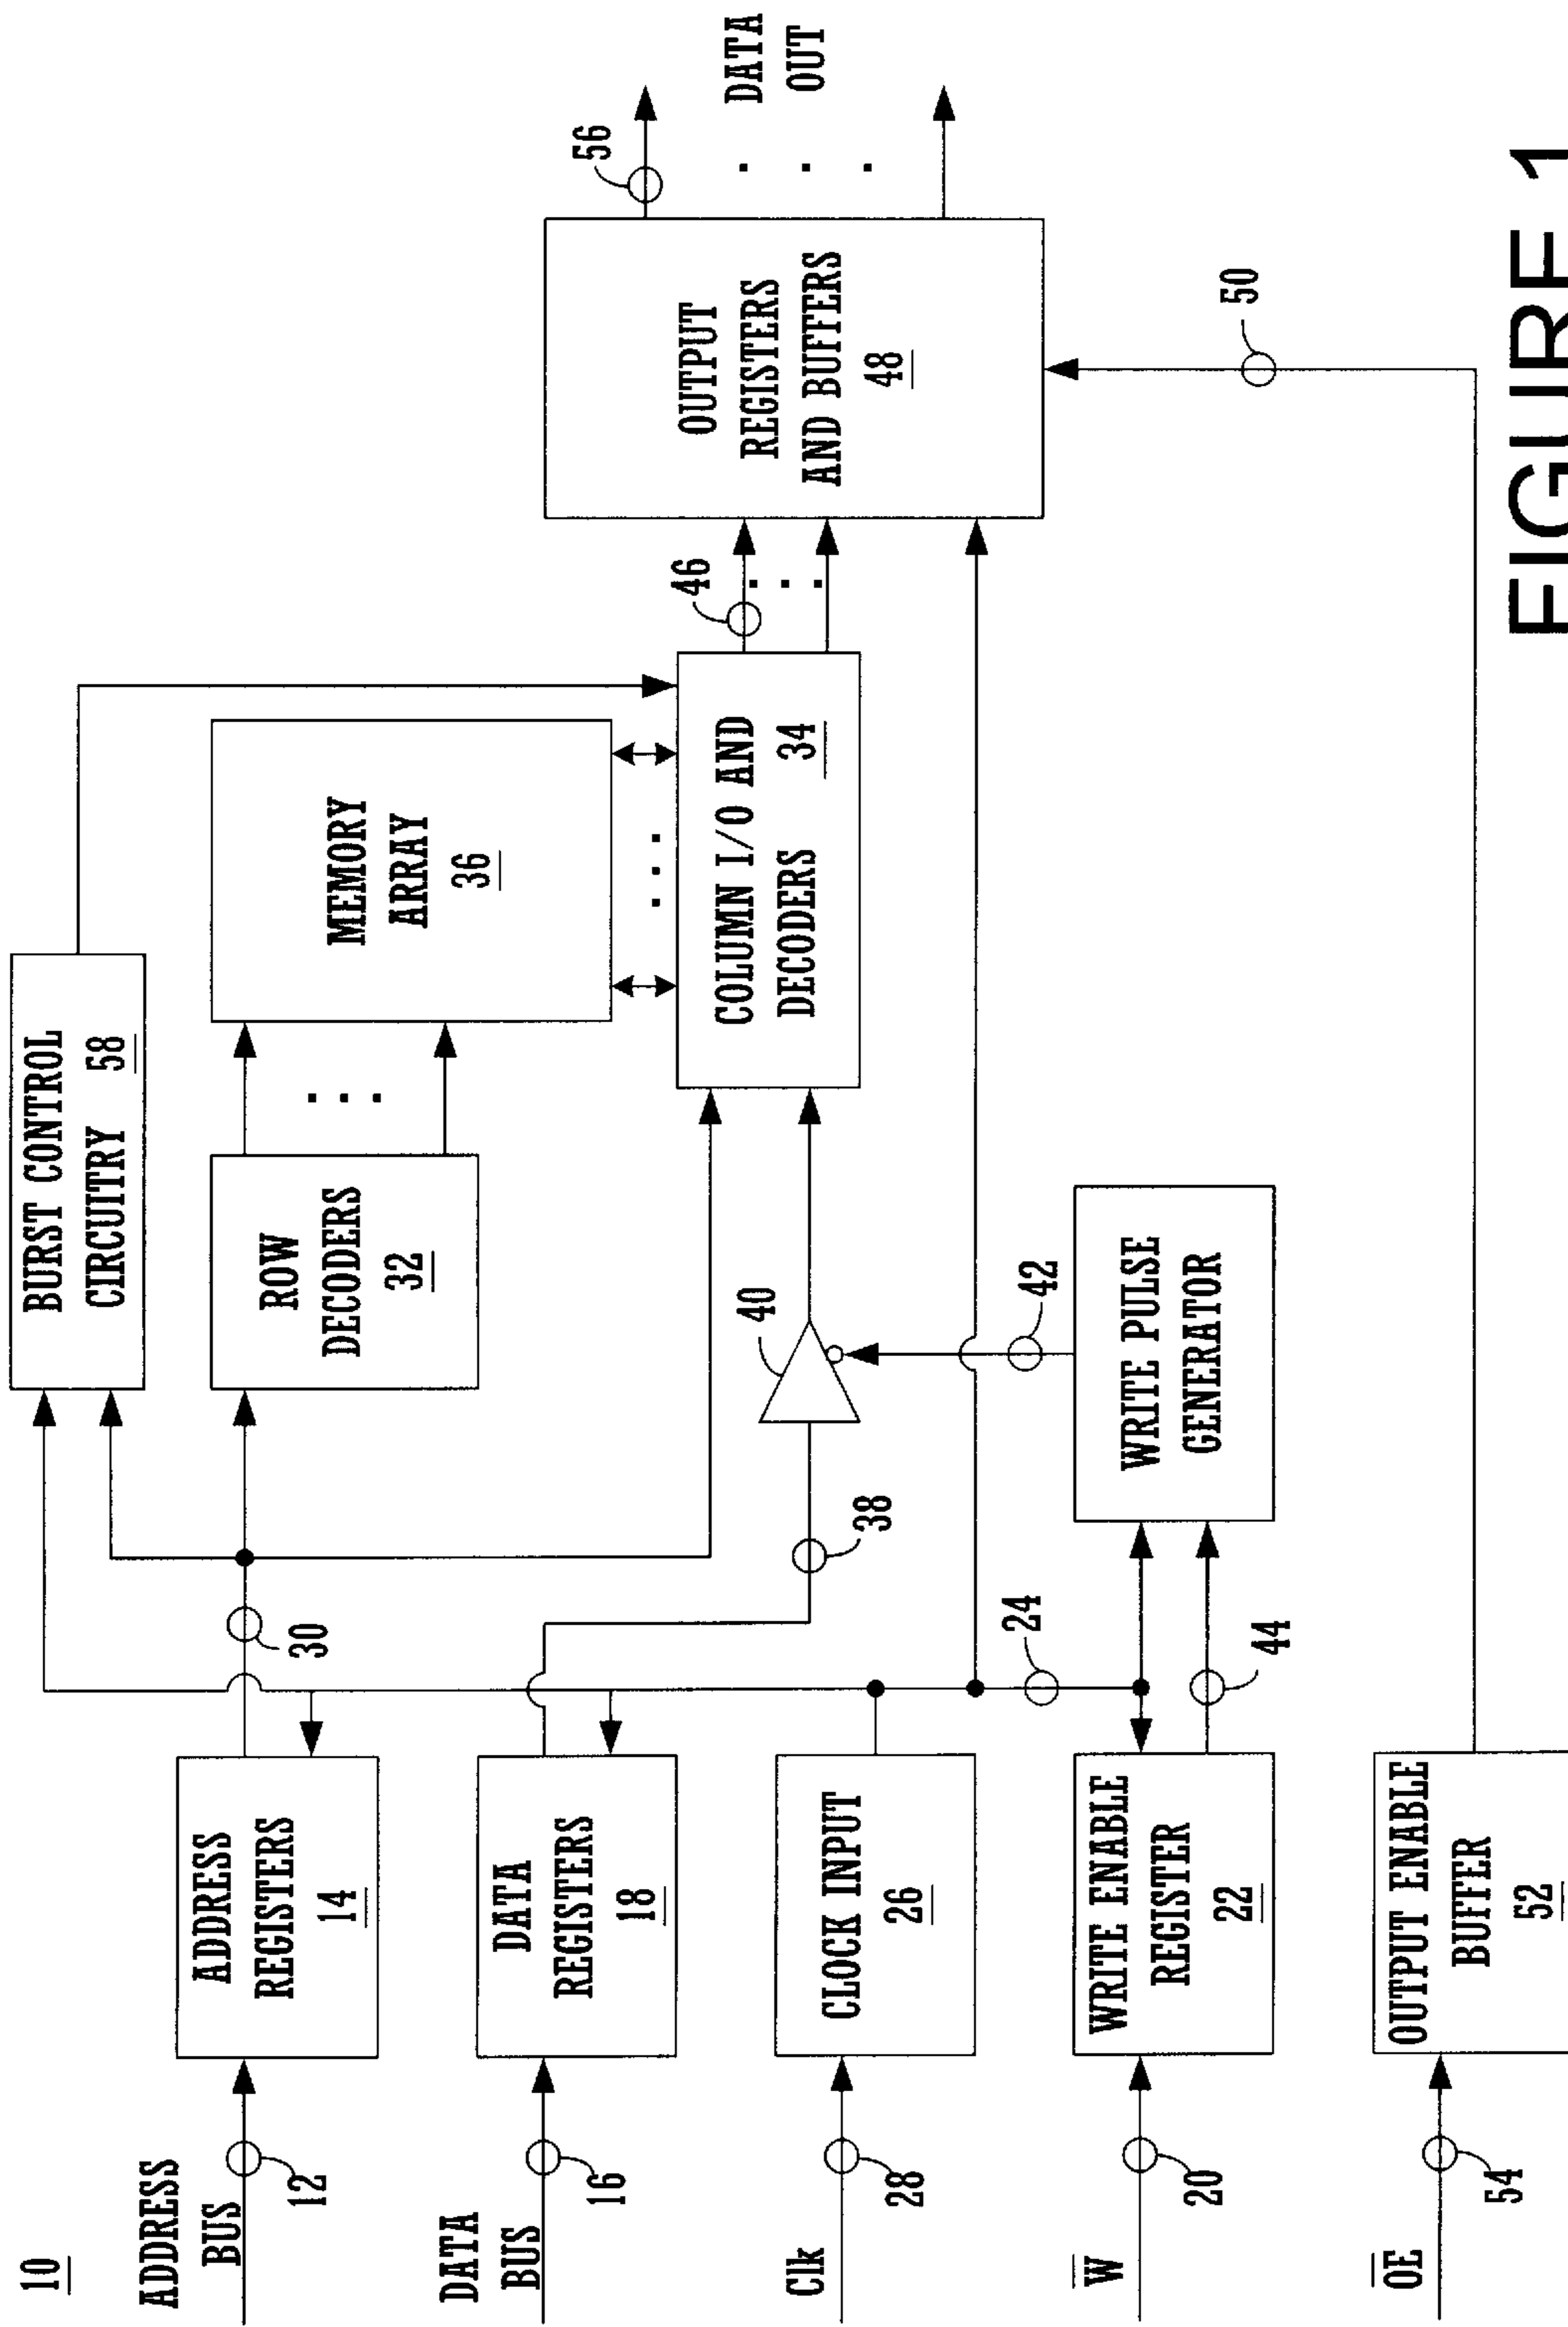 10
ADDRESS
BUS
12
ADDRESS
REGISTERS
14
30
BURST CONTROL
CIRCUITRY 58
ROW
DECODERS
32
MEMORY
ARRAY
36
DATA
BUS
16
DATA
REGISTERS
18
38
40
COLUMN I/O AND
DECODERS 34
46
OUTPUT
REGISTERS
AND BUFFERS
48
56
DATA
OUT
Clk
28
CLOCK INPUT
26
24
42
W̅
20
WRITE ENABLE
REGISTER
22
44
WRITE PULSE
GENERATOR
50
O̅E̅
54
OUTPUT ENABLE
BUFFER
52
FIGURE 1